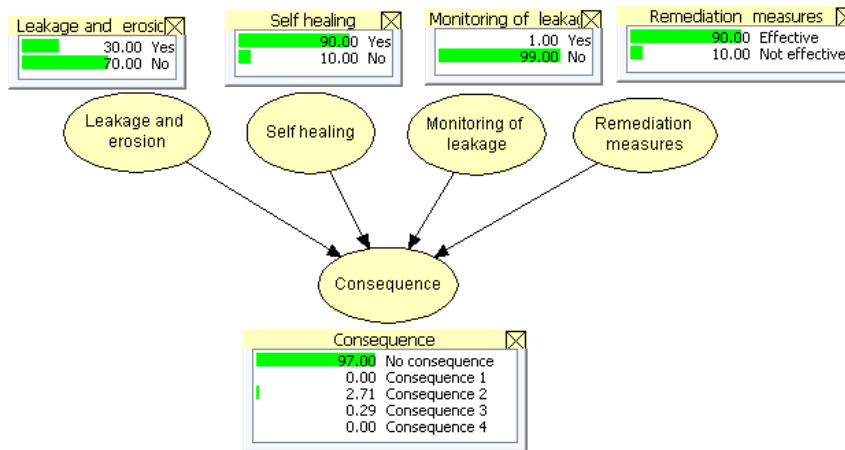 Leakage and erosic
30.00 Yes
70.00 No
Self healing
90.00 Yes
10.00 No
Monitoring of leakag
1.00 Yes
99.00 No
Remediation measures
90.00 Effective
10.00 Not effective
Leakage and
erosion
Self healing
Monitoring of
leakage
Remediation
measures
Consequence
Consequence
97.00 No consequence
0.00 Consequence 1
2.71 Consequence 2
0.29 Consequence 3
0.00 Consequence 4